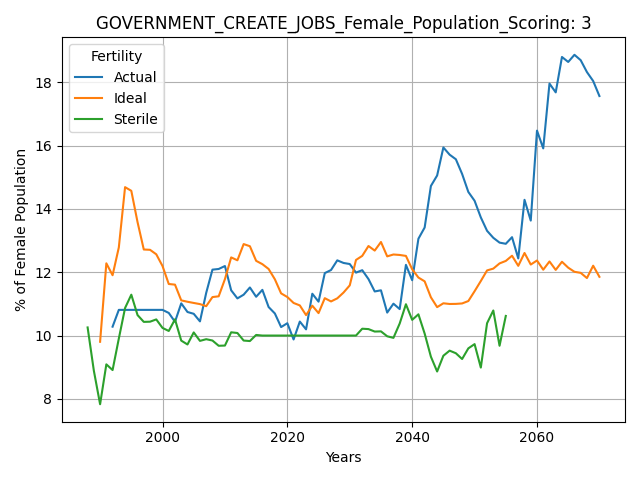 GOVERNMENT_CREATE_JOBS_Female_Population_Scoring: 3
Fertility
Actual
Ideal
Sterile
% of Female Population
18
16
14
12
10
8
2000 2020 2040 2060
Years